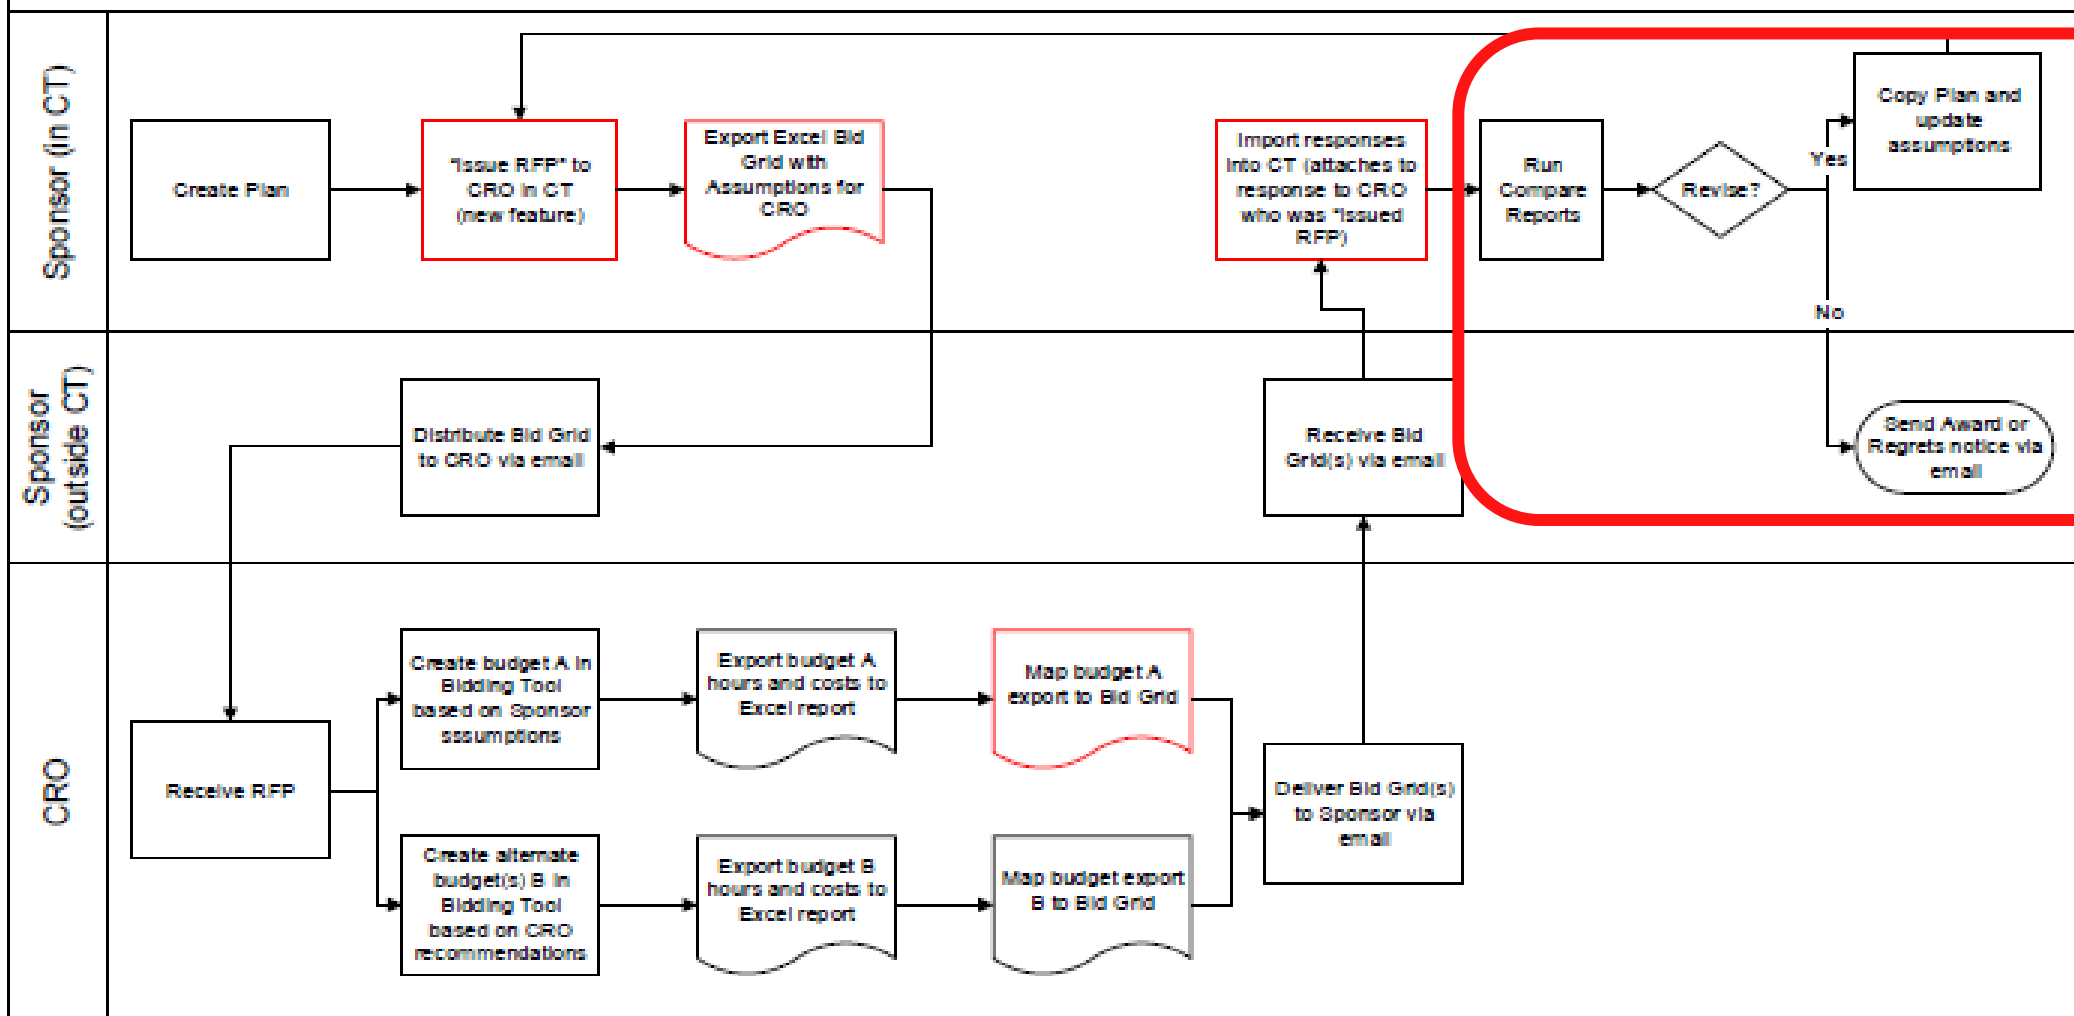 Sponsor (in CT)
Create Plan
"Issue RFP" to
CRO in CT
(new feature)
Export Excel Bid
Grid with
Assumptions for
CRO
Import responses
into CT (attaches to
response to CRO
who was "Issued
RFP')
Run
Compare
Reports
Revise?
Yes
No
Copy Plan and
update
assumptions
Sponsor
(outside CT)
Distribute Bid Grid
to CRO via email
Receive Bid
Grid(s) via email
Send Award or
Regrets notice via
email
CRO
Receive RFP
Create budget A in
Bidding Tool
based on Sponsor
sssumptions
Export budget A
hours and costs to
Excel report
Map budget A
export to Bid Grid
Create alternate
budget(s) B in
Bidding Tool
based on CRO
recommendations
Export budget B
hours and costs to
Excel report
Map budget export
B to Bid Grid
Deliver Bid Grid(s)
to Sponsor via
email